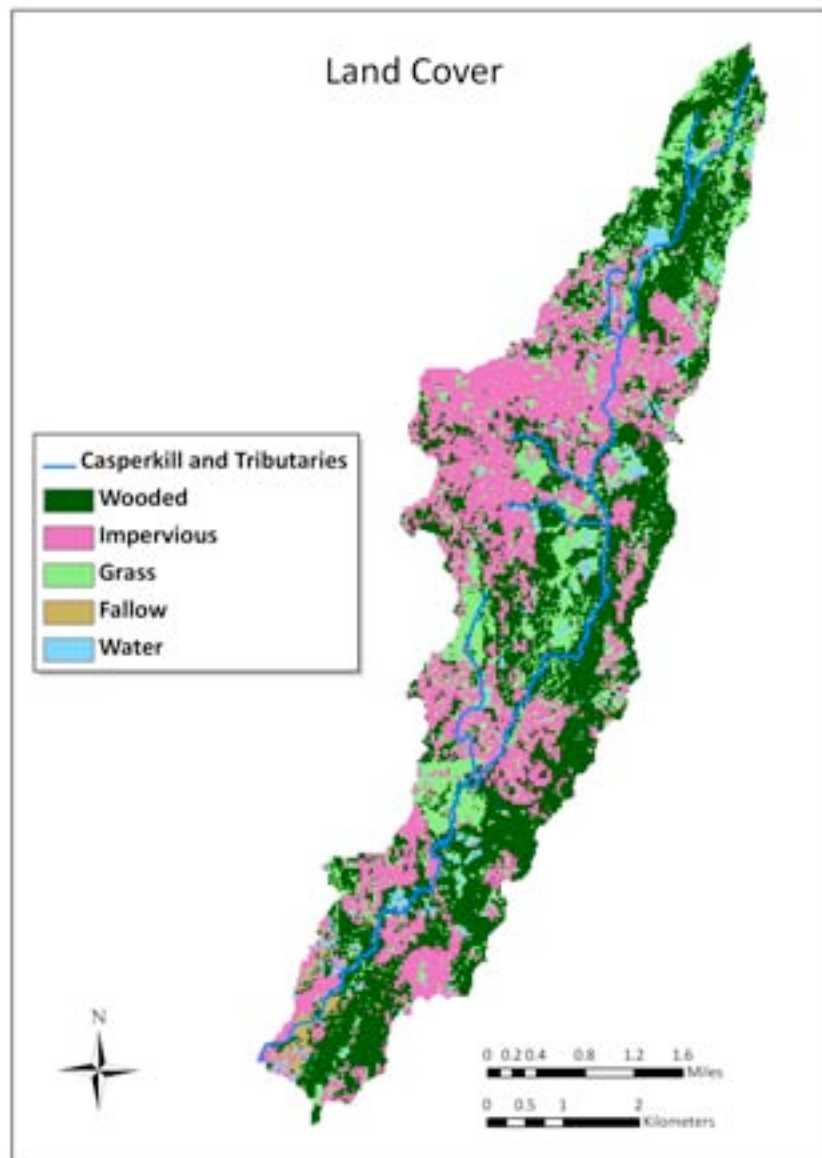 Land Cover
Casperkill and Tributaries
Wooded
Impervious
Grass
Fallow
Water
N
0 0.2 0.4 0.8 1.2 1.6
Miles
0 0.5 1 2
Kilometers